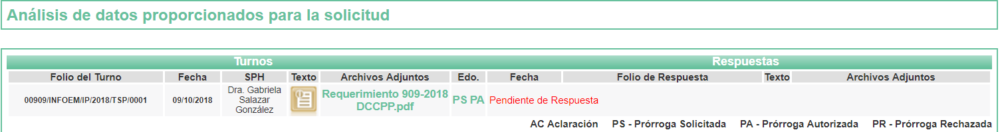 Análisis de datos proporcionados para la solicitud
Turnos Respuestas
Folio del Turno Fecha SPH Texto Archivos Adjuntos Edo. Fecha Folio de Respuesta Texto Archivos Adjuntos
00909/INFOEM/IP/2018/TSP/0001 09/10/2018 Dra. Gabriela Salazar González Requerimiento 909-2018 DCCPP.pdf PS PA Pendiente de Respuesta
AC Aclaración PS - Prórroga Solicitada PA - Prórroga Autorizada PR - Prórroga Rechazada